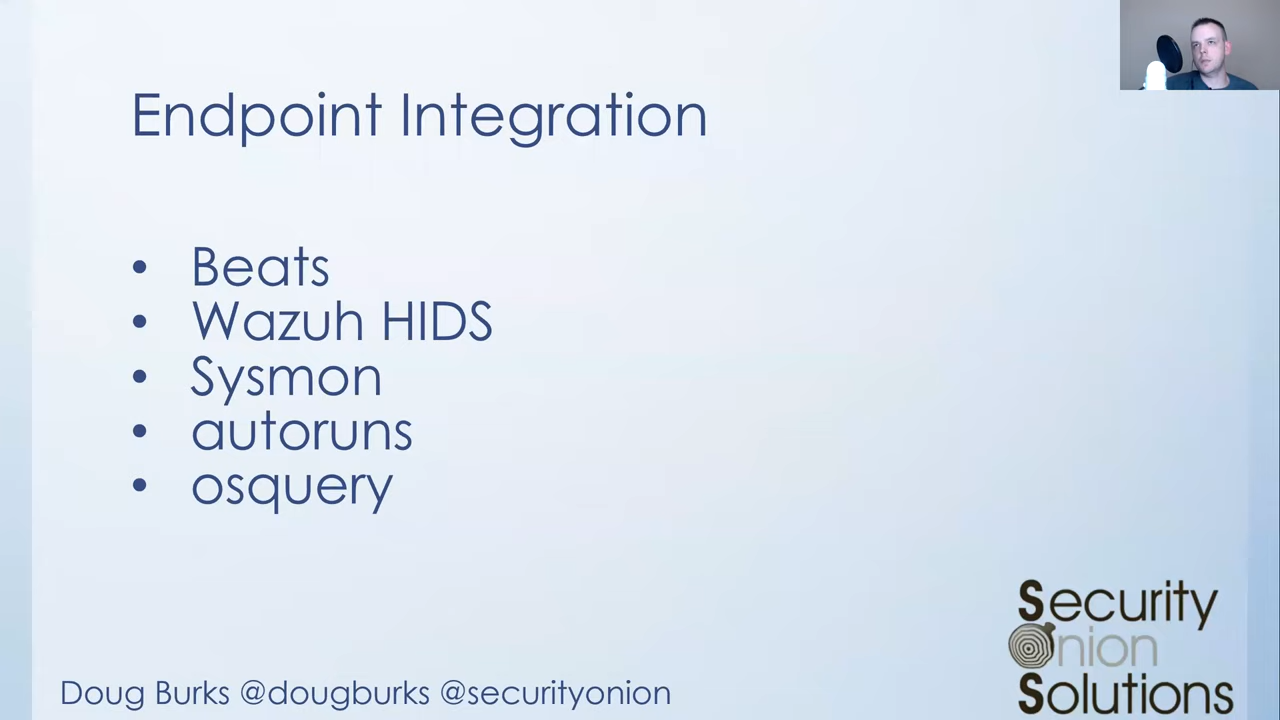 Endpoint Integration
• Beats
• Wazuh HIDS
• Sysmon
• autoruns
• osquery
Security
Onion
Solutions
Doug Burks @dougburks @securityonion